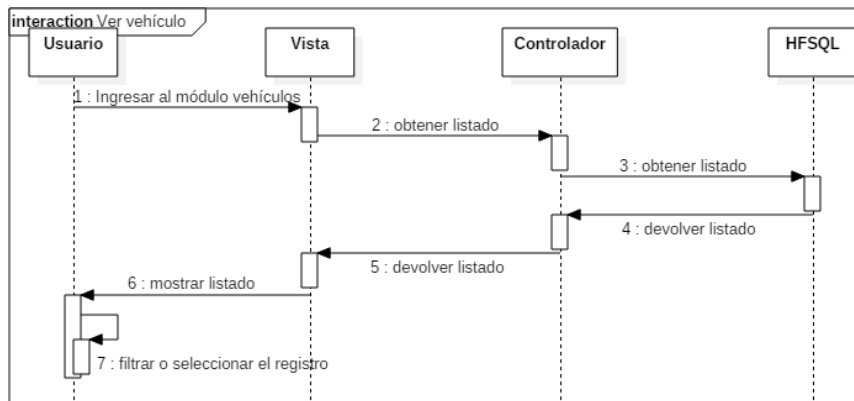 interaction Ver vehículo
Usuario
Vista
Controlador
HFSQL
1 : Ingresar al módulo vehículos
2 : obtener listado
3 : obtener listado
4 : devolver listado
5 : devolver listado
6 : mostrar listado
7 : filtrar o seleccionar el registro